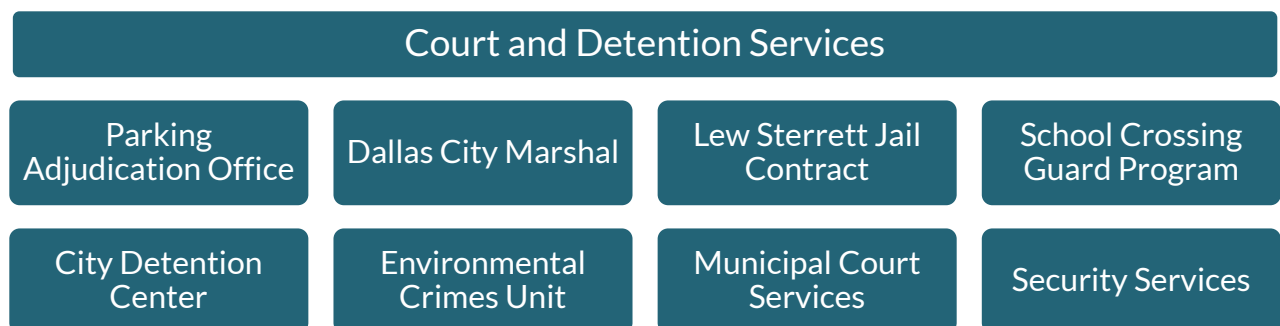 Court and Detention Services
Parking
Adjudication Office
Dallas City Marshal
Lew Sterrett Jail
Contract
School Crossing
Guard Program
City Detention
Center
Environmental
Crimes Unit
Municipal Court
Services
Security Services